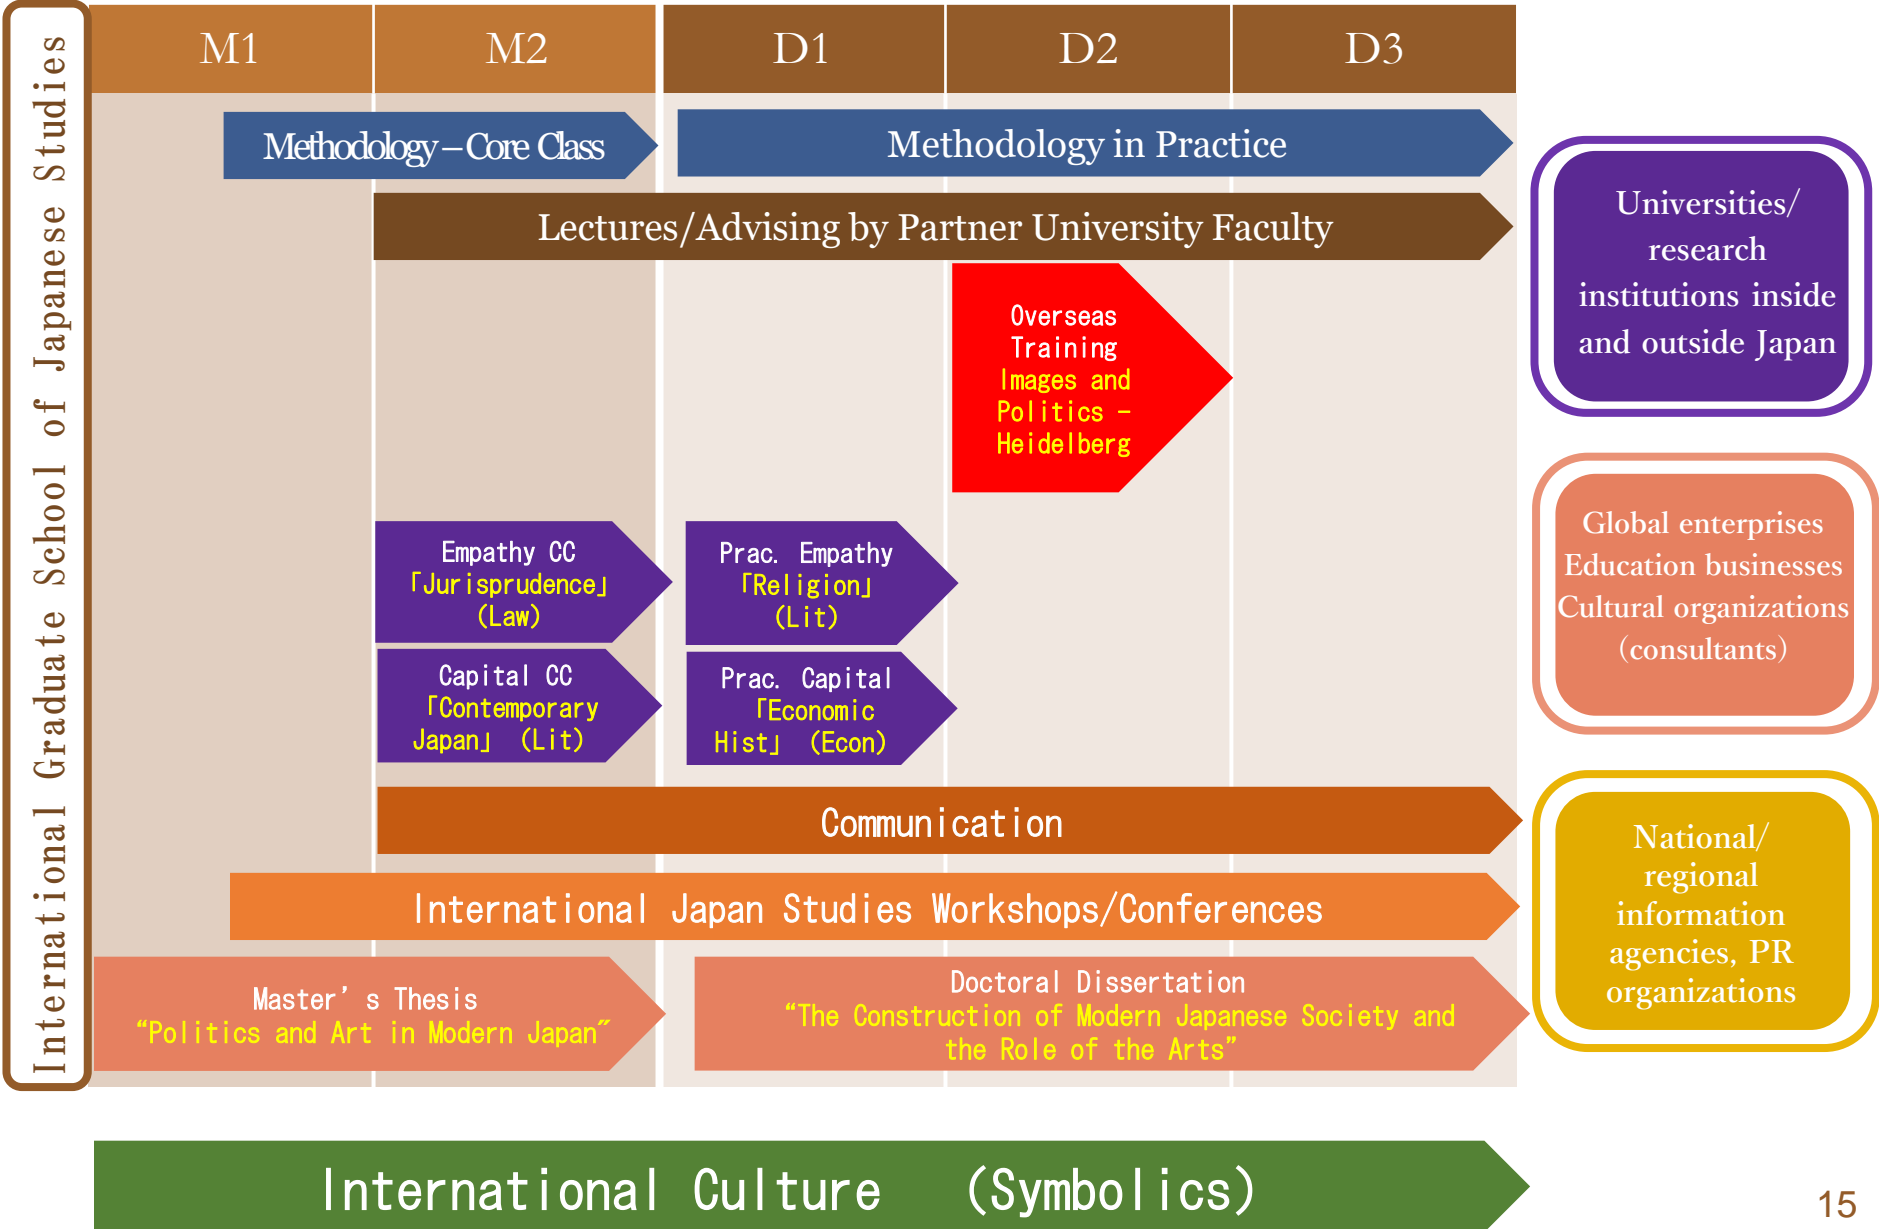 International Graduate School of Japanese Studies
M1
M2
D1
D2
D3
Methodology – Core Class
Methodology in Practice
Lectures/Advising by Partner University Faculty
Overseas
Training
Images and
Politics –
Heidelberg
Empathy CC
「Jurisprudence」
(Law)
Prac. Empathy
「Religion」
(Lit)
Capital CC
「Contemporary
Japan」 (Lit)
Prac. Capital
「Economic
Hist」 (Econ)
Communication
International Japan Studies Workshops/Conferences
Master’s Thesis
“Politics and Art in Modern Japan”
Doctoral Dissertation
“The Construction of Modern Japanese Society and
the Role of the Arts”
International Culture (Symbolics)
Universities/
research
institutions inside
and outside Japan
Global enterprises
Education businesses
Cultural organizations
(consultants)
National/
regional
information
agencies, PR
organizations
15